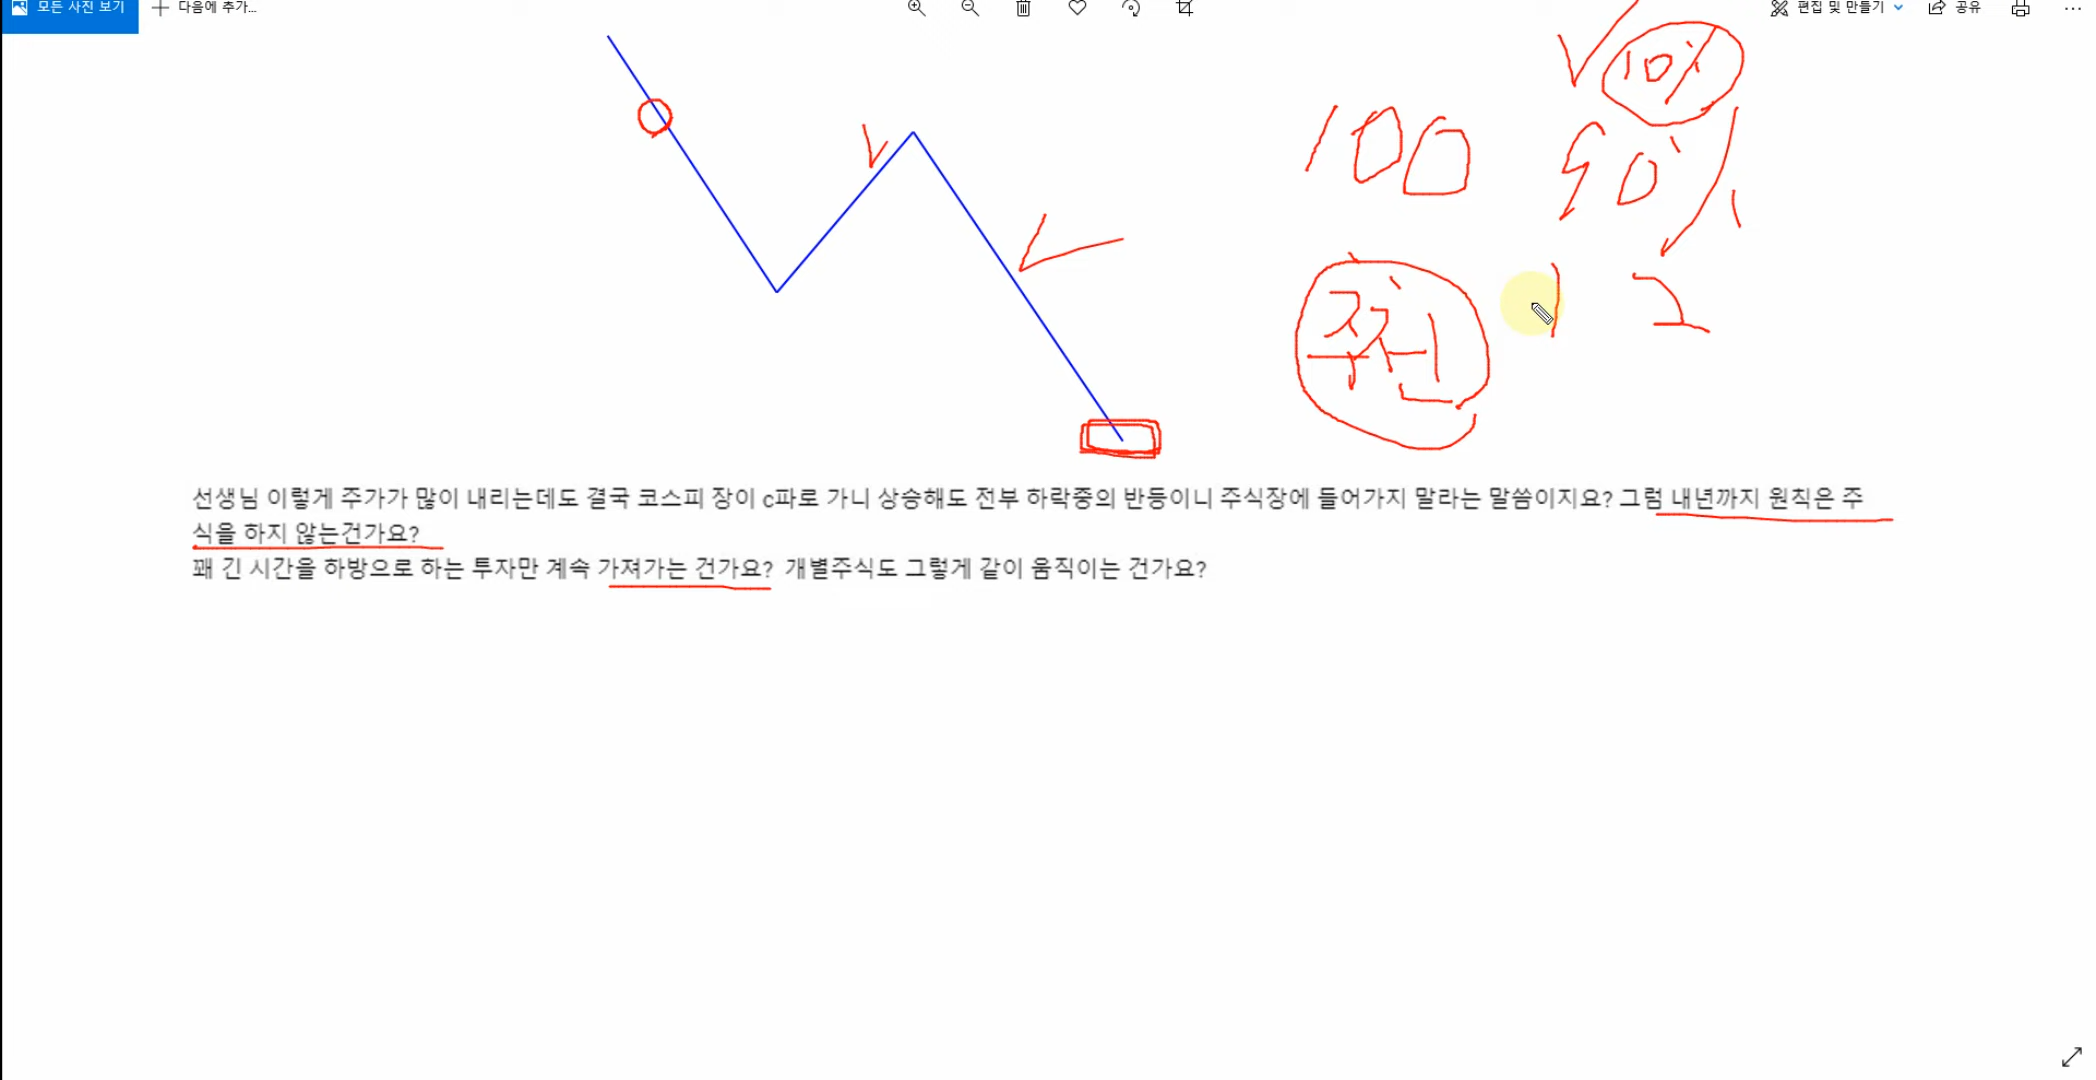 모든 사진 보기 다음에 추가... 편집 및 만들기 공유
10%
100 90%
추천 1 2
선생님 이렇게 주가가 많이 내리는데도 결국 코스피 장이 c파로 가니 상승해도 전부 하락중의 반등이니 주식장에 들어가지 말라는 말씀이지요? 그럼 내년까지 원칙은 주
식을 하지 않는건가요?
꽤 긴 시간을 하방으로 하는 투자만 계속 가져가는 건가요? 개별주식도 그렇게 같이 움직이는 건가요?